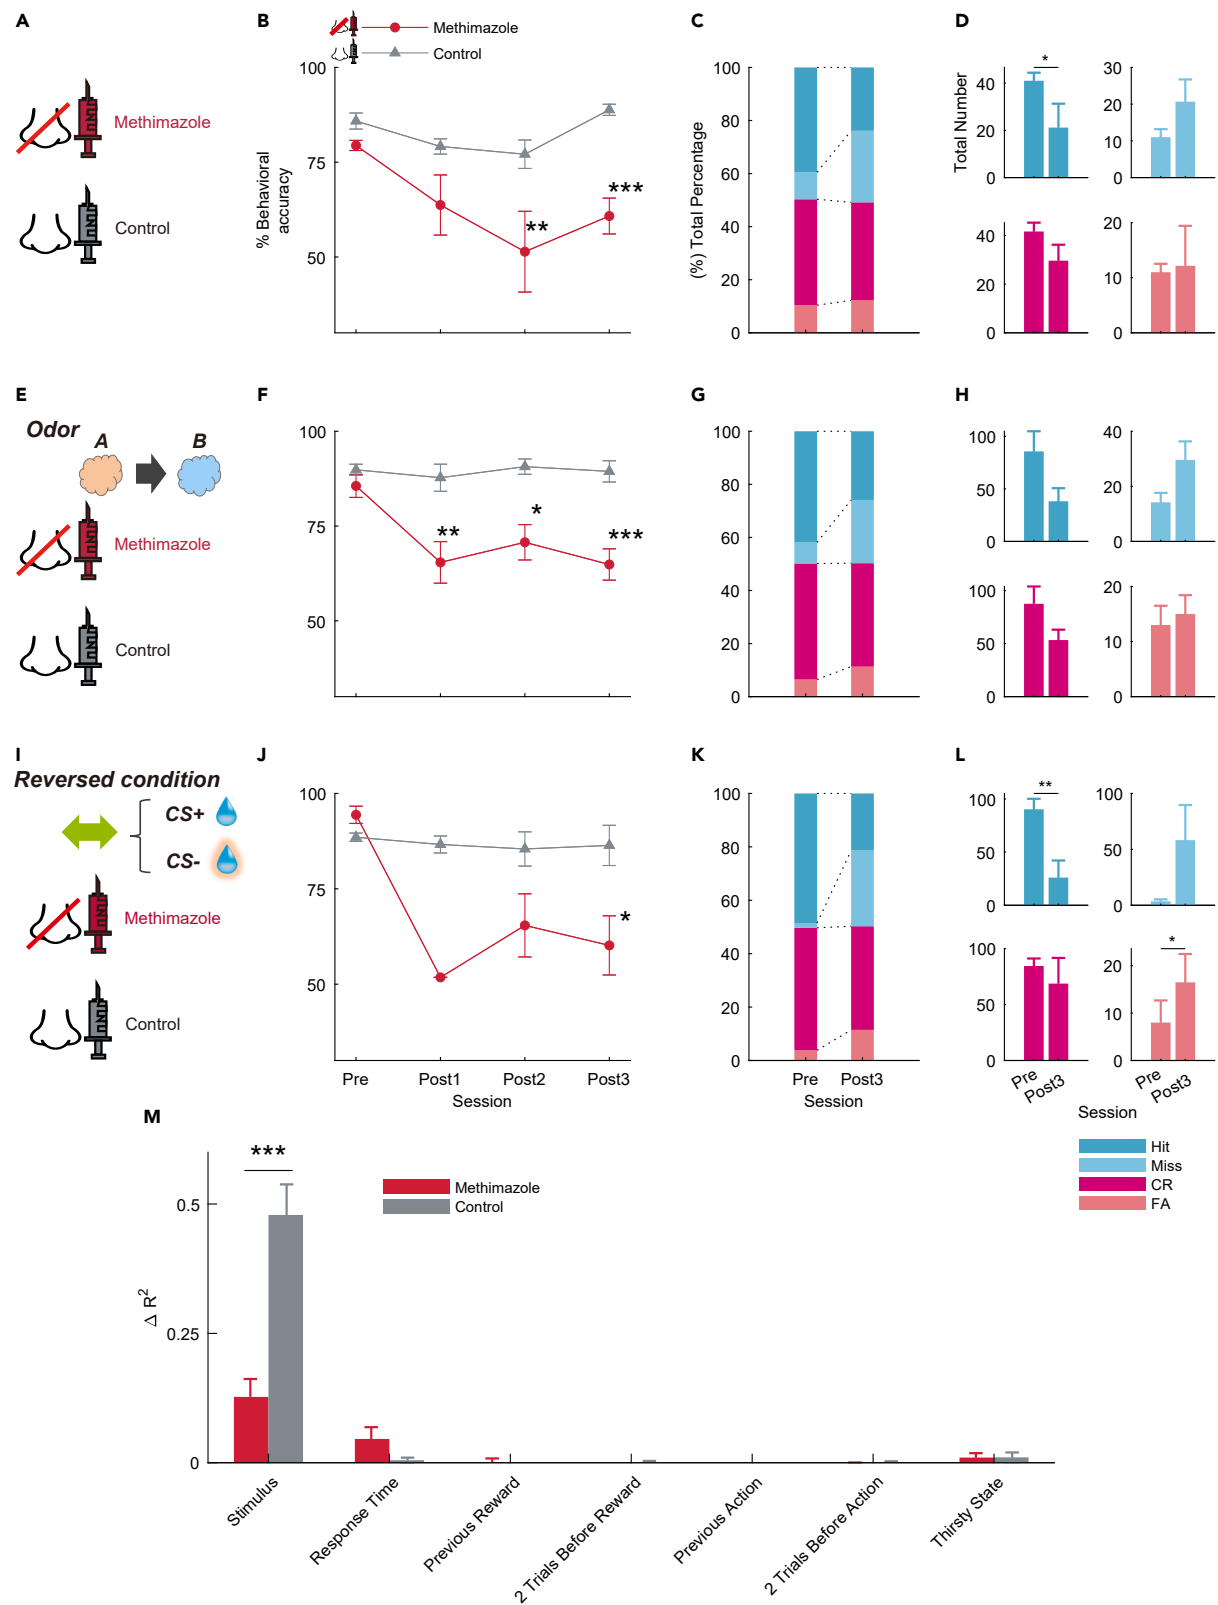 A
Methimazole
Control
B
Methimazole
Control
100
75
50
% Behavioral
accuracy
**
***
C
100
80
60
40
20
0
(%) Total Percentage
D
Total Number
*
40
20
0
30
20
10
0
40
20
0
20
10
0
E
Odor
A
B
Methimazole
Control
F
100
75
50
**
*
***
G
100
80
60
40
20
0
H
100
50
0
40
20
0
100
50
0
15
10
0
I
Reversed condition
CS+
CS-
Methimazole
Control
J
100
75
50
*
Pre
Post1
Post2
Post3
Session
K
100
80
60
40
20
0
Pre
Post3
Session
L
**
100
50
0
100
50
0
100
50
0
*
20
10
0
Pre
Post3
Pre
Post3
Session
Hit
Miss
CR
FA
M
***
Methimazole
Control
0.5
0.25
0
Δ R2
Stimulus
Response Time
Previous Reward
2 Trials Before Reward
Previous Action
2 Trials Before Action
Thirsty State